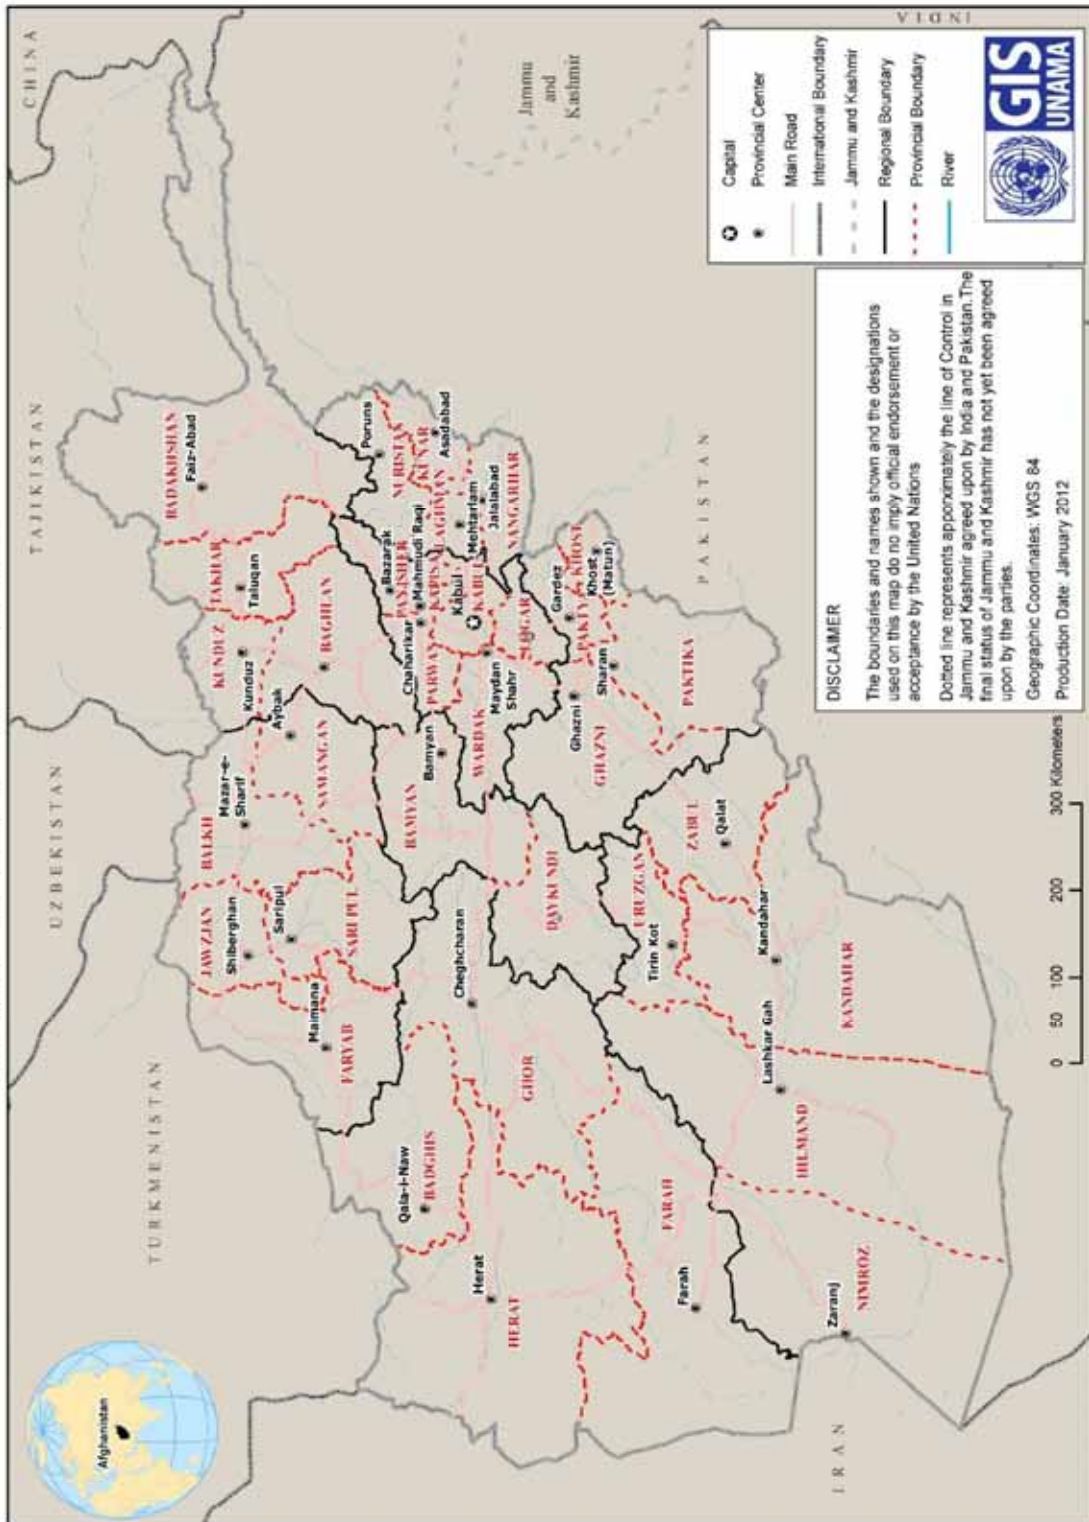 CHINA
TAJIKISTAN
UZBEKISTAN
TURKMENISTAN
IRAN
PAKISTAN
INDIA
Jammu
and
Kashmir
Afghanistan
BADAKHSHAN
Faiz-Abad
TAKHAR
Taluqan
KUNDUZ
Kunduz
BAGHLAN
BALKH
Mazar-e-
Sharif
Aybak
SAMANGAN
JAWZJAN
Shiberghan
Saripul
SARI PUL
Maimana
FARYAB
Poruns
NURISTAN
KUNAR
Asadabad
LAGHMAN
Mehtarlam
Jalalabad
NANGARHAR
PANJSHER
Bazarak
Mahmudi Raqi
KAPISA
Chaharikar
PARWAN
Kabul
KABUL
Maydan
Shahr
WARDAK
LOGAR
Bamyan
BAMYAN
Gardez
PAKTYA
KHOST
Khost
(Matun)
Sharan
PAKTIKA
Ghazni
GHAZNI
DAYKUNDI
Cheghcharan
GHOR
Qala-i-Naw
BADGHIS
Herat
HERAT
Farah
FARAH
URUZGAN
Tirin Kot
ZABUL
Qalat
Kandahar
KANDAHAR
Lashkar Gah
HILMAND
Zaranj
NIMROZ
0 50 100 200 300 Kilometers
DISCLAIMER
The boundaries and names shown and the designations
used on this map do no imply official endorsement or
acceptance by the United Nations
Dotted line represents apporximately the line of Control in
Jammu and Kashmir agreed upon by India and Pakistan.The
final status of Jammu and Kashmir has not yet been agreed
upon by the parties.
Geographic Coordinates: WGS 84
Production Date: January 2012
Capital
Provincial Center
Main Road
International Boundary
Jammu and Kashmir
Regional Boundary
Provincial Boundary
River
GIS
UNAMA